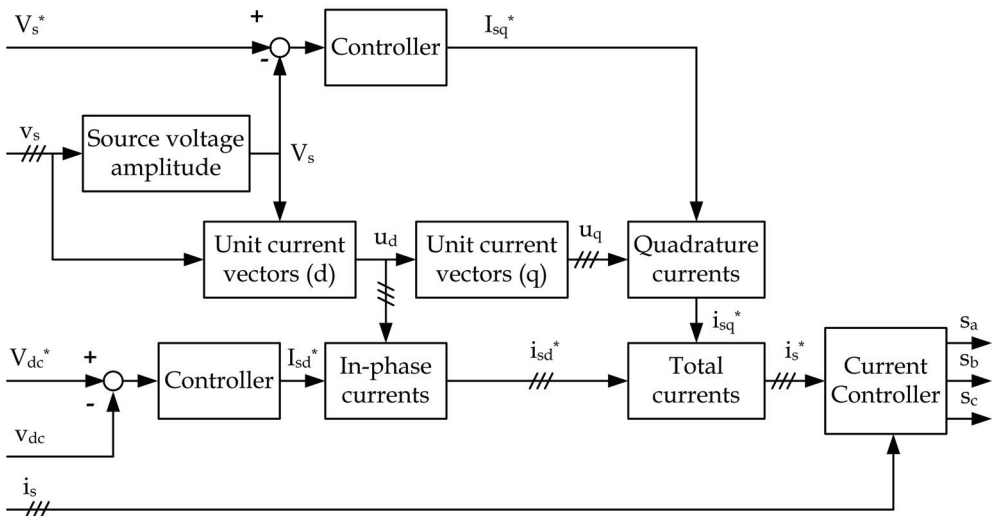 Vs*
+
-
Controller
Isq*
vs
Source voltage
amplitude
Vs
Unit current
vectors (d)
ud
Unit current
vectors (q)
uq
Quadrature
currents
isq*
Vdc*
+
-
Controller
Isd*
In-phase
currents
isd*
Total
currents
is*
Current
Controller
sa
sb
sc
vdc
is